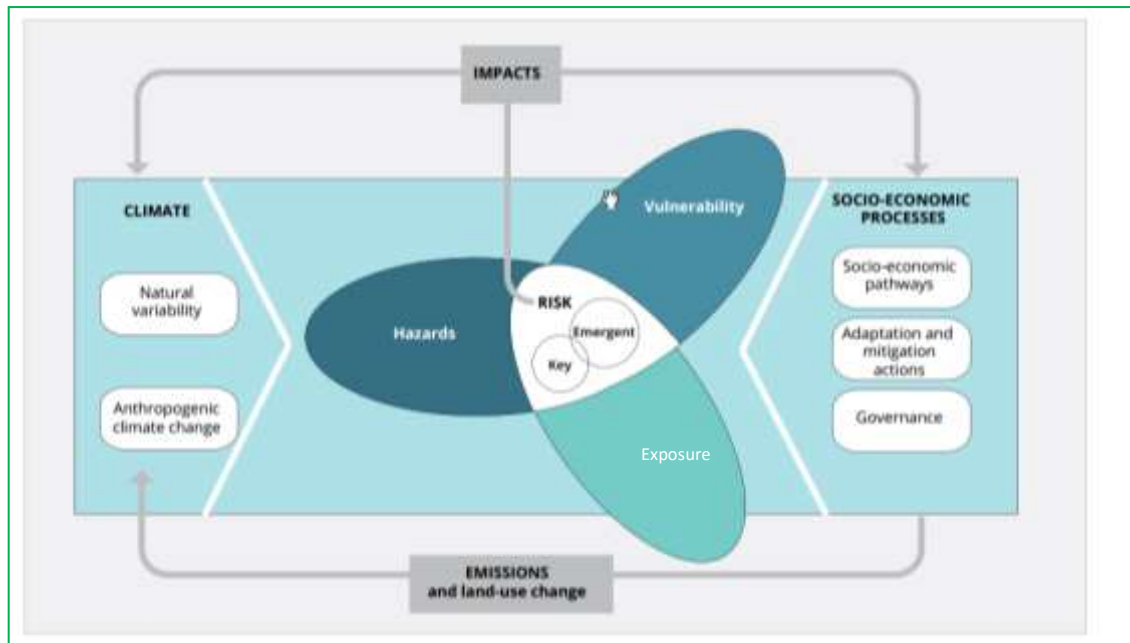 IMPACTS
CLIMATE
Natural
variability
Anthropogenic
climate change
Hazards
Vulnerability
RISK
Emergent
Key
Exposure
SOCIO-ECONOMIC
PROCESSES
Socio-economic
pathways
Adaptation and
mitigation
actions
Governance
EMISSIONS
and land-use change